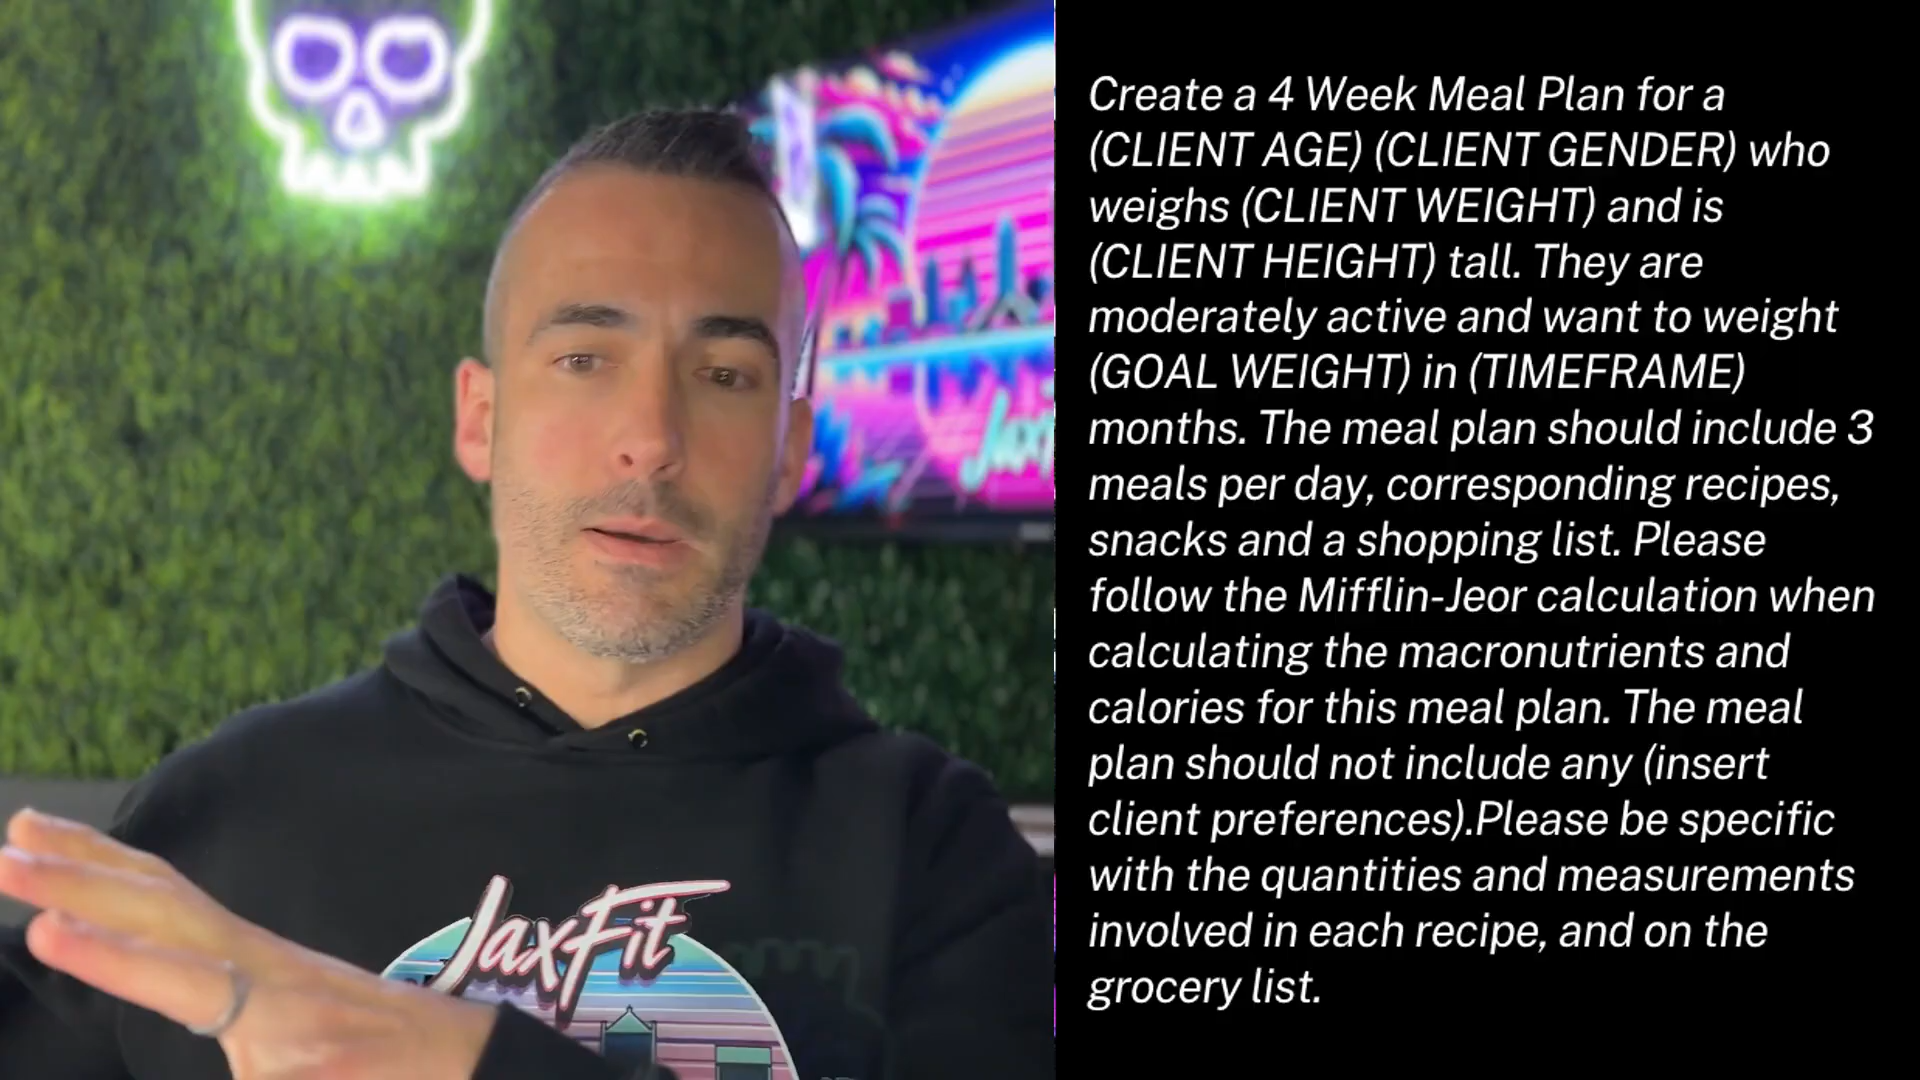 Create a 4 Week Meal Plan for a
(CLIENT AGE) (CLIENT GENDER) who
weighs (CLIENT WEIGHT) and is
(CLIENT HEIGHT) tall. They are
moderately active and want to weight
(GOAL WEIGHT) in (TIMEFRAME)
months. The meal plan should include 3
meals per day, corresponding recipes,
snacks and a shopping list. Please
follow the Mifflin-Jeor calculation when
calculating the macronutrients and
calories for this meal plan. The meal
plan should not include any (insert
client preferences).Please be specific
with the quantities and measurements
involved in each recipe, and on the
grocery list.
JaxFit